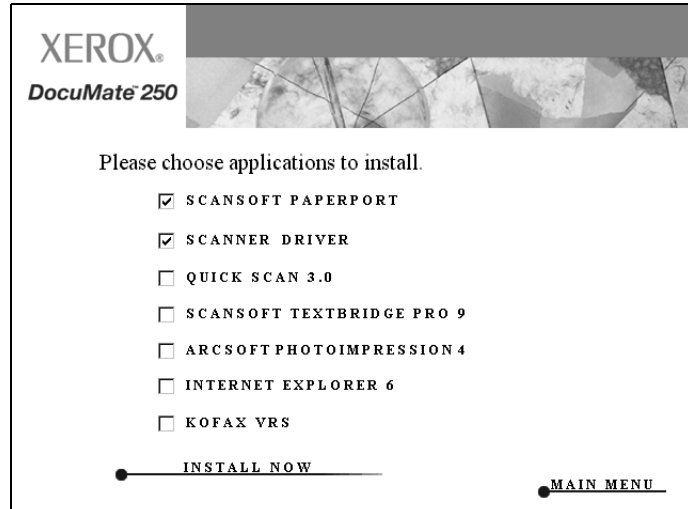 XEROX®
DocuMate™ 250
Please choose applications to install.
SCANSOFT PAPERPORT
SCANNER DRIVER
QUICK SCAN 3.0
SCANSOFT TEXTBRIDGE PRO 9
ARCSOFT PHOTOIMPRESSION 4
INTERNET EXPLORER 6
KOFAX VRS
INSTALL NOW
MAIN MENU